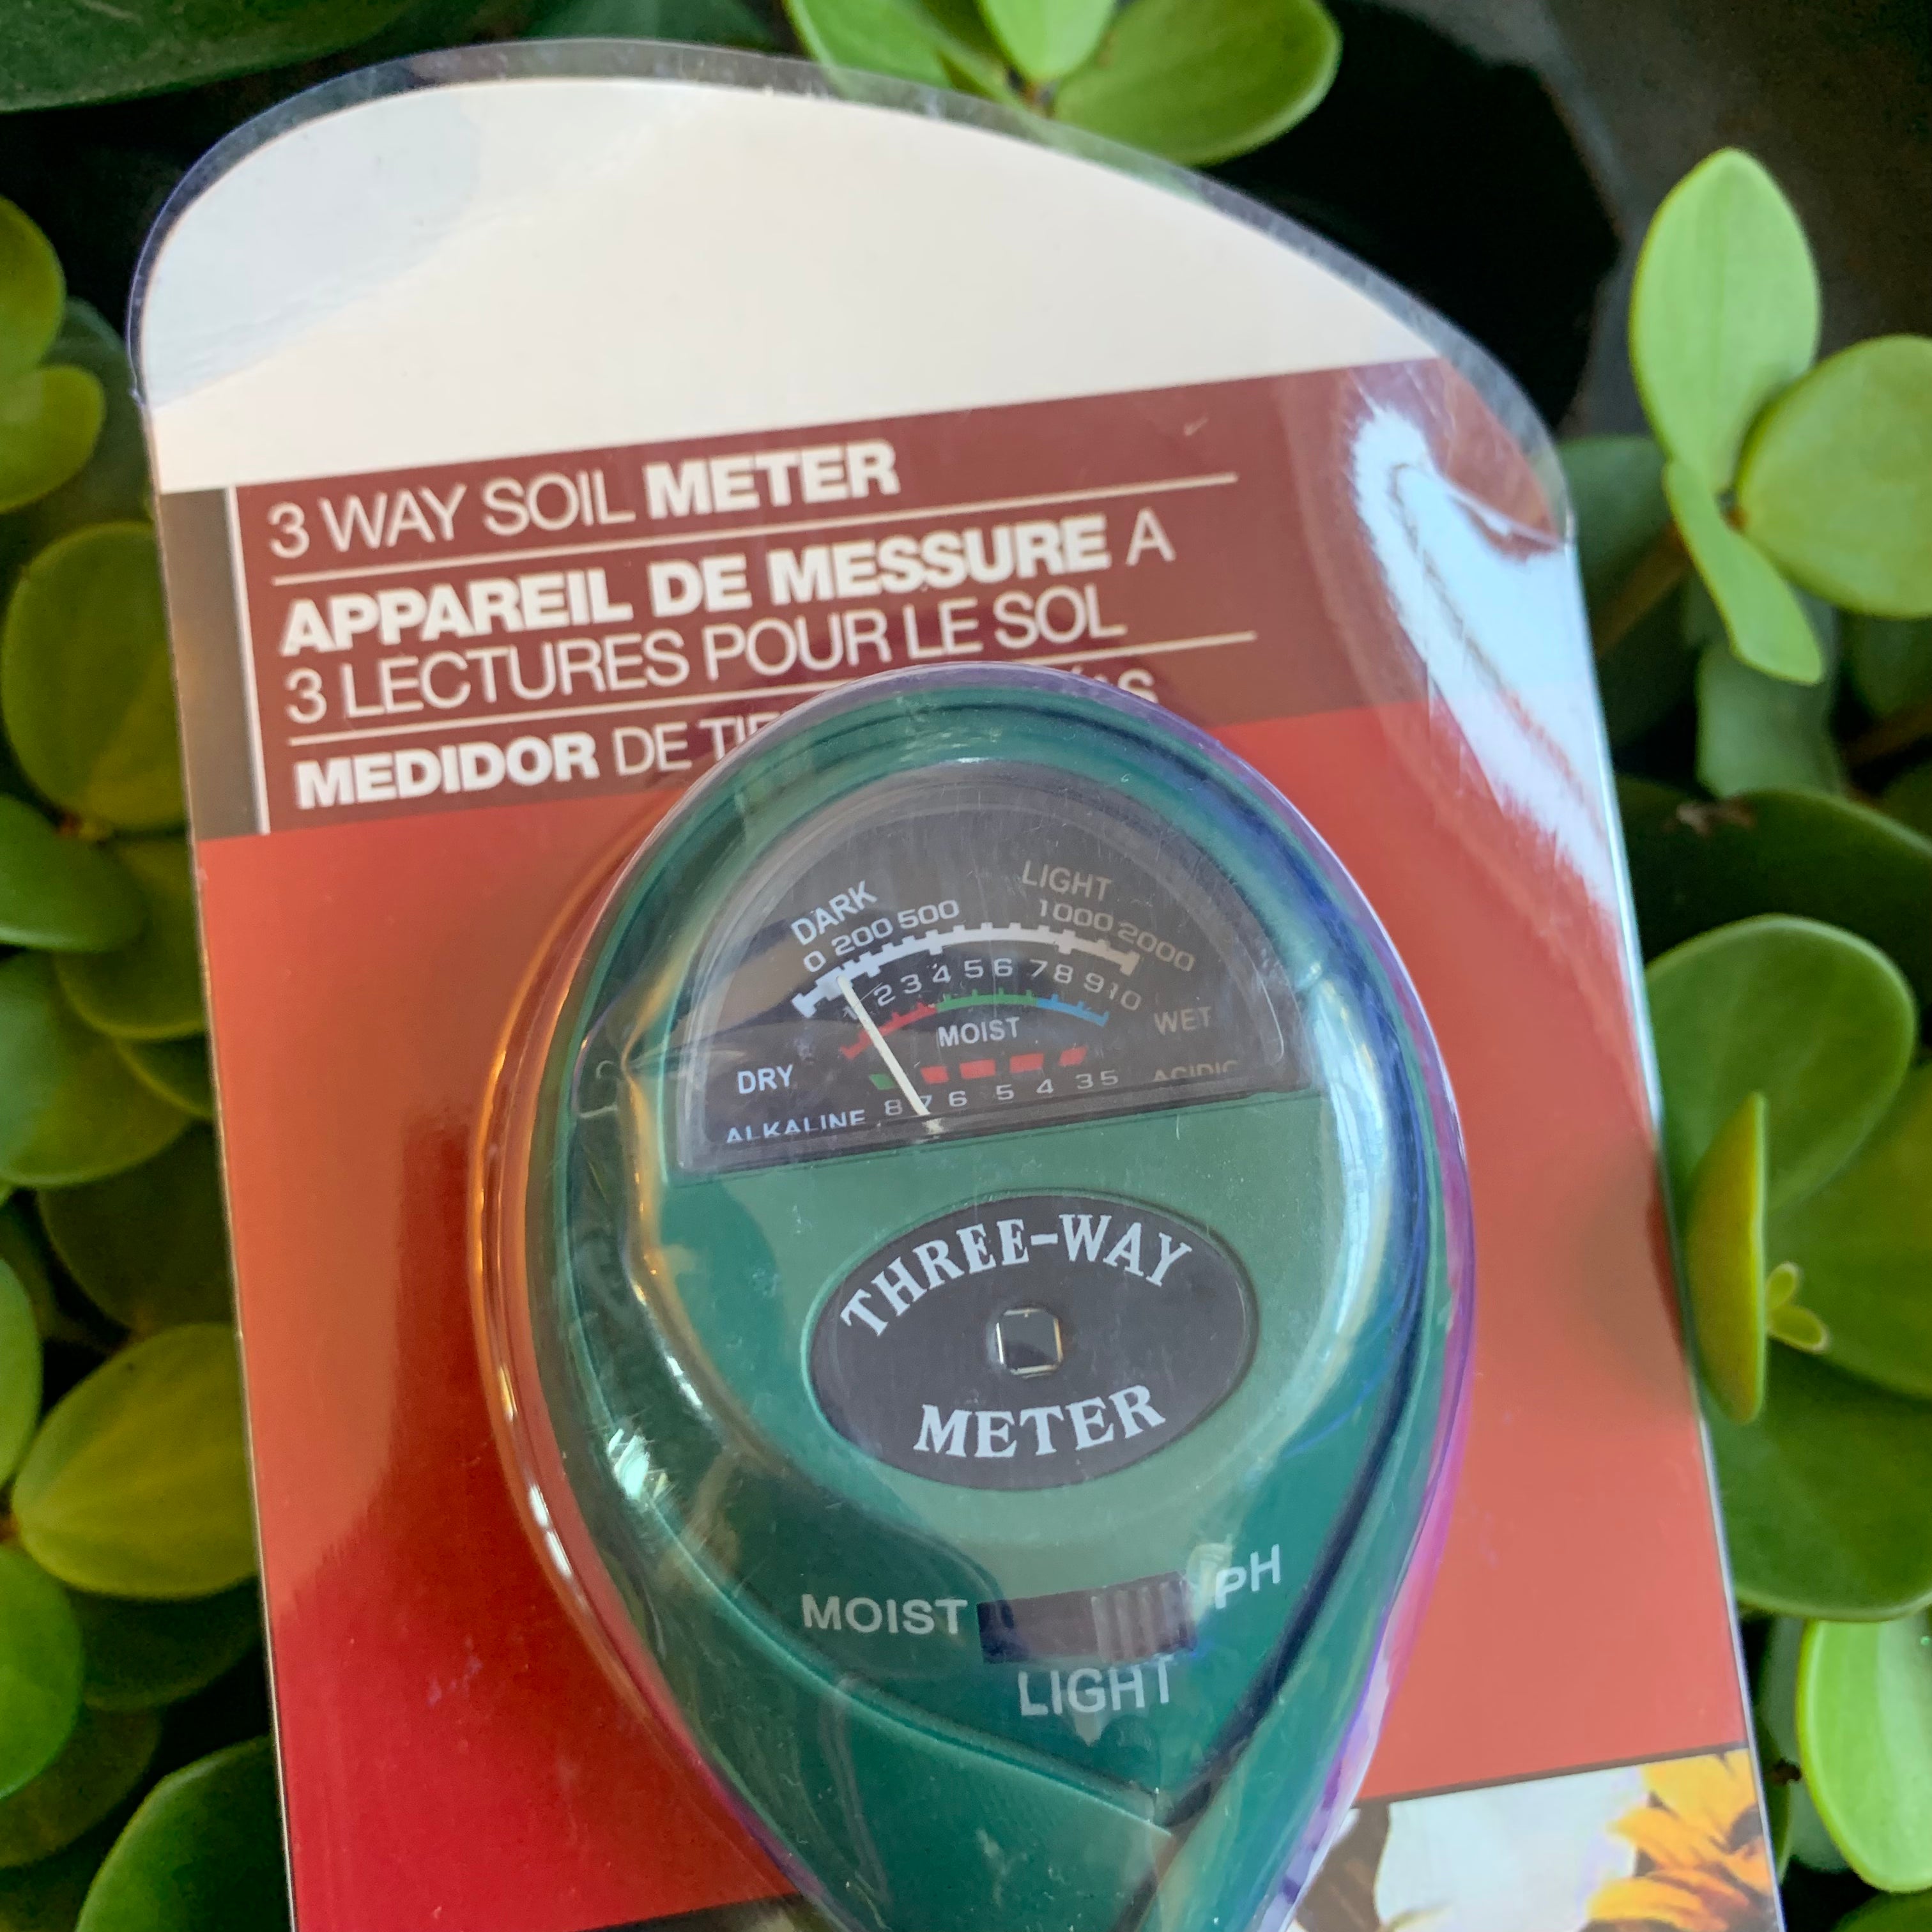 3 WAY SOIL METER
APPAREIL DE MESSURE A
3 LECTURES POUR LE SOL
MEDIDOR DE
DARK LIGHT
0 200 500 1000 2000
1 2 3 4 5 6 7 8 9 10
DRY MOIST WET
ALKALINE 8 7 6 5 4 3 5 ACIDIC
THREE-WAY
METER
MOIST PH
LIGHT